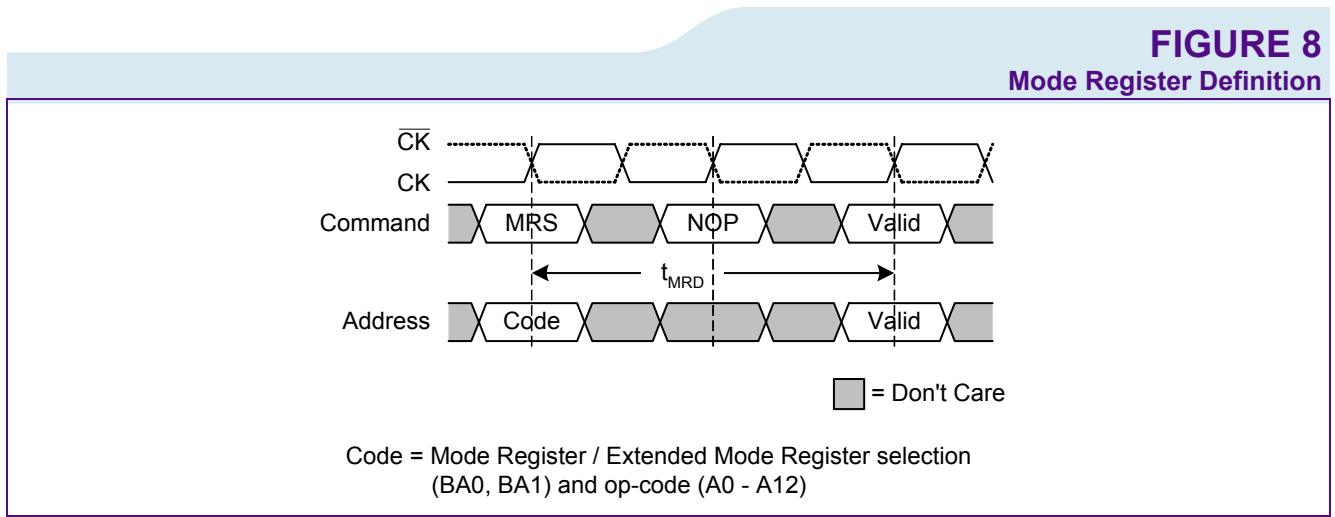 FIGURE 8
Mode Register Definition
CK
CK
Command MRS NOP Valid
tMRD
Address Code Valid
= Don't Care
Code = Mode Register / Extended Mode Register selection
(BA0, BA1) and op-code (A0 - A12)